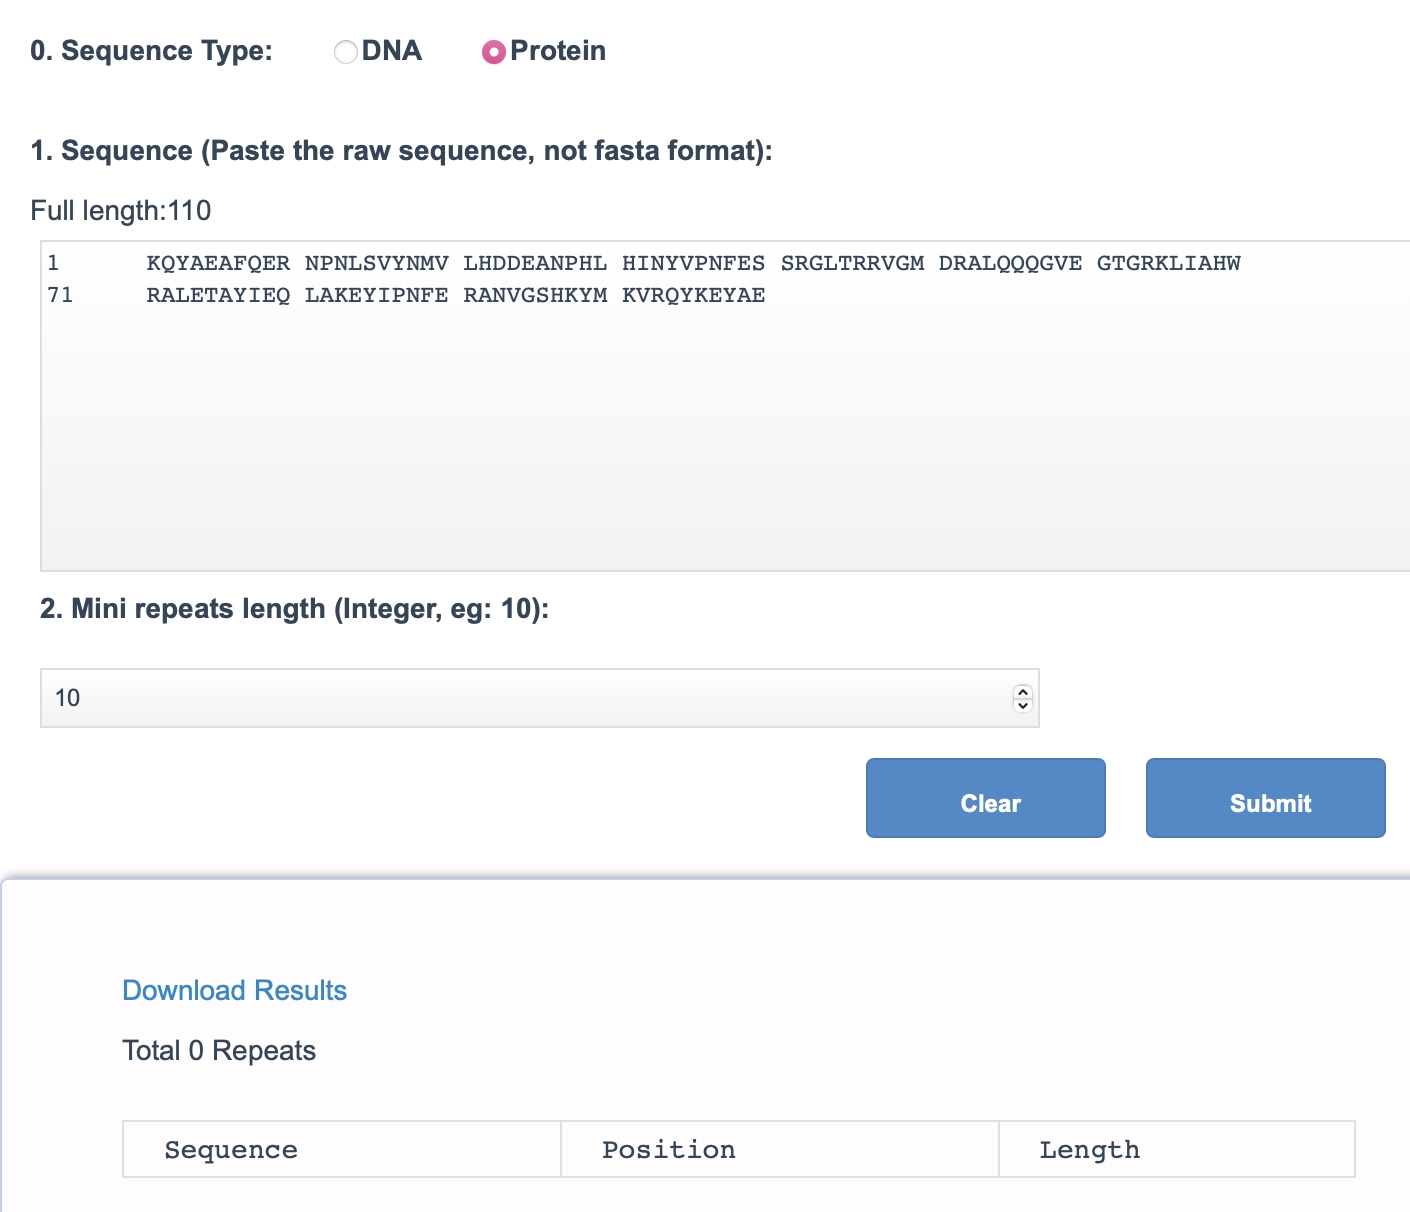 0. Sequence Type: DNA Protein
1. Sequence (Paste the raw sequence, not fasta format):
Full length:110
1 KQYAEAFQER NPNLSVYNMV LHDDEANPHL HINYVPNFES SRGLTRRVGM DRALQQQGVE GTGRKLIAHW
71 RALETAYIEQ LAKEYIPNFE RANVGSHKYM KVRQYKEYAE
2. Mini repeats length (Integer, eg: 10):
10
Clear Submit
Download Results
Total 0 Repeats
Sequence Position Length